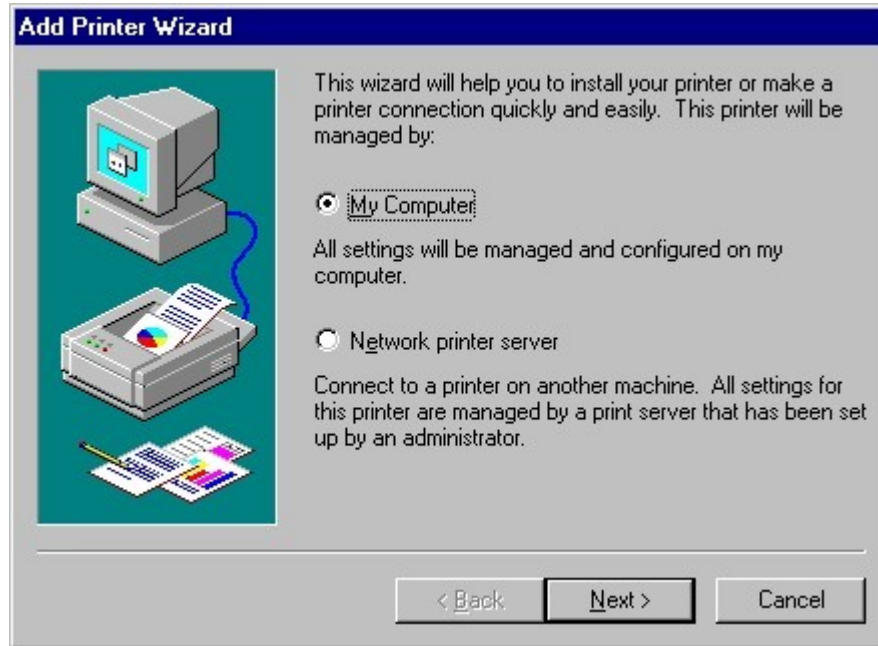 Add Printer Wizard
This wizard will help you to install your printer or make a
printer connection quickly and easily.  This printer will be
managed by:
My Computer
All settings will be managed and configured on my
computer.
Network printer server
Connect to a printer on another machine.  All settings for
this printer are managed by a print server that has been set
up by an administrator.
< Back
Next >
Cancel